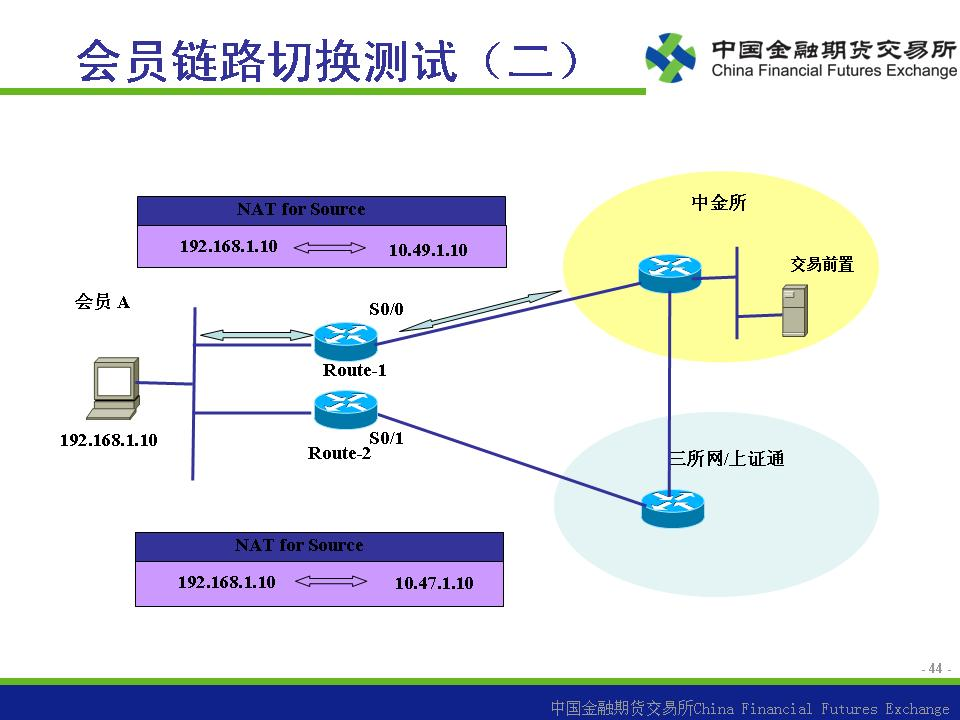 会员链路切换测试（二）
中国金融期货交易所
China Financial Futures Exchange
NAT for Source
192.168.1.10
10.49.1.10
中金所
交易前置
会员 A
S0/0
Route-1
192.168.1.10
S0/1
Route-2
三所网/上证通
NAT for Source
192.168.1.10
10.47.1.10
- 44 -
中国金融期货交易所China Financial Futures Exchange